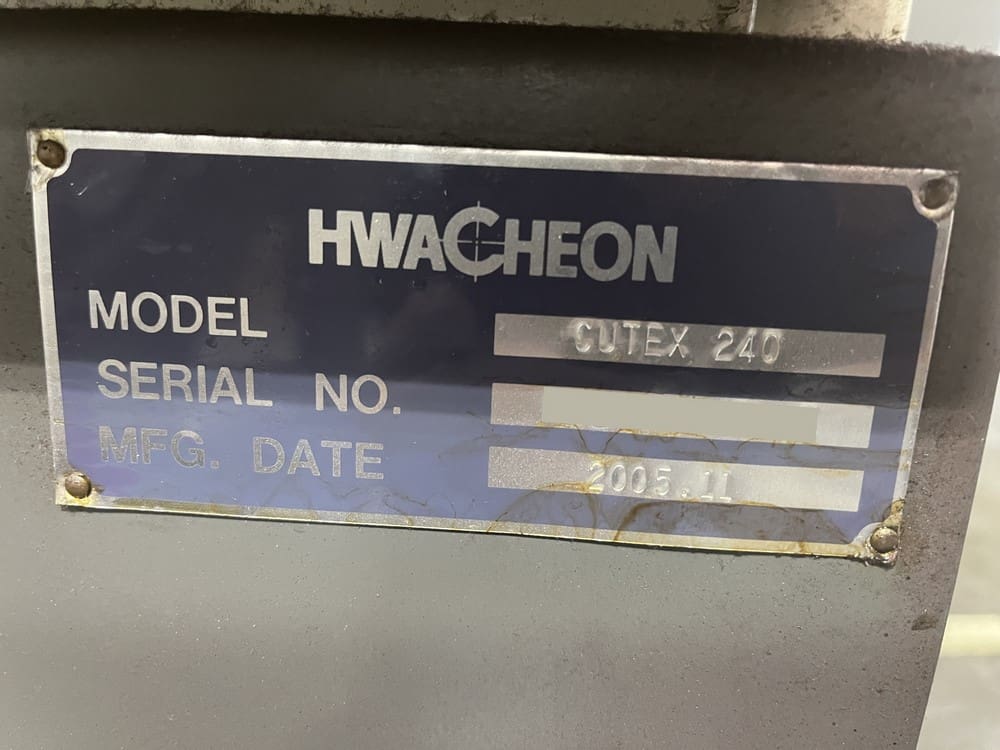 HWACHEON
MODEL CUTEX 240
SERIAL NO.
MFG. DATE 2005.11